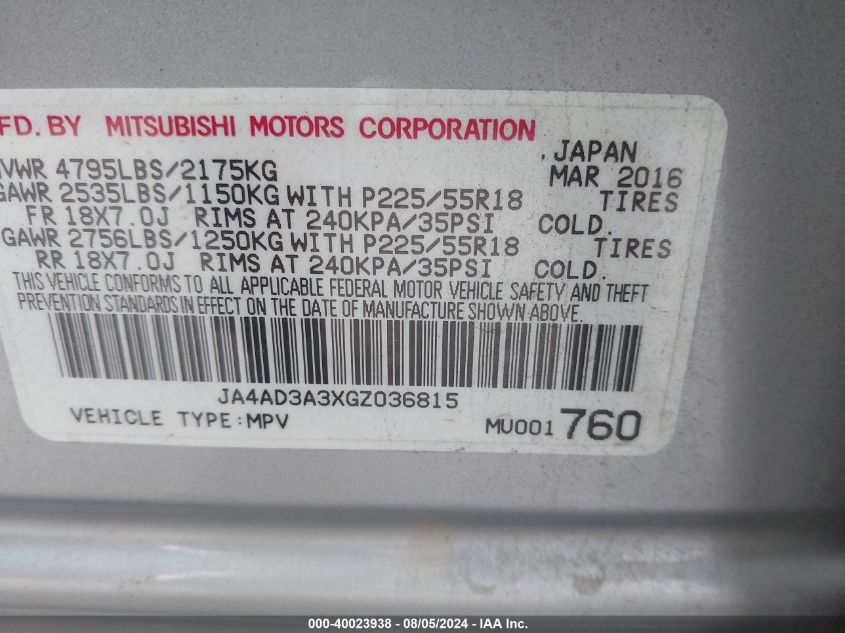 FD. BY MITSUBISHI MOTORS CORPORATION
. JAPAN
VWR 4795LBS/2175KG MAR 2016
GAWR 2535LBS/1150KG WITH P225/55R18 TIRES
FR 18X7.0J RIMS AT 240KPA/35PSI COLD.
GAWR 2756LBS/1250KG WITH P225/55R18 TIRES
RR 18X7.0J RIMS AT 240KPA/35PSI COLD.
THIS VEHICLE CONFORMS TO ALL APPLICABLE FEDERAL MOTOR VEHICLE SAFETY AND THEFT
PREVENTION STANDARDS IN EFFECT ON THE DATE OF MANUFACTURE SHOWN ABOVE.
JA4AD3A3XGZ036815
VEHICLE TYPE:MPV MU001760
000-40023938 - 08/05/2024 - IAA Inc.